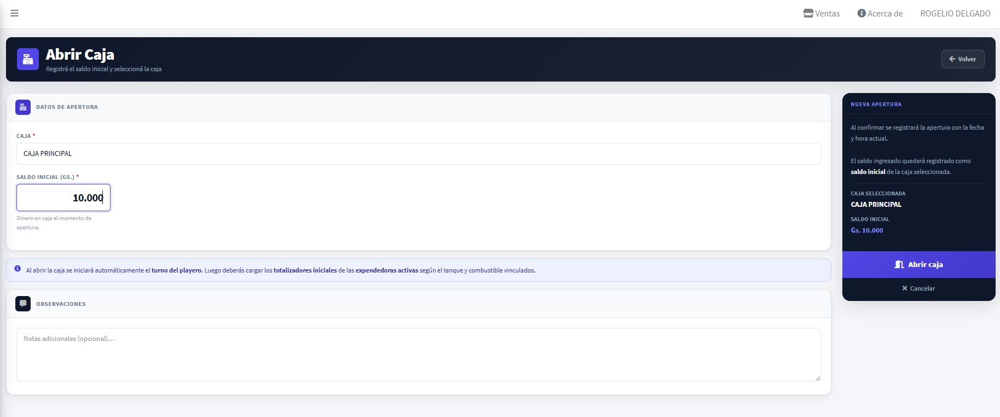 Ventas
Acerca de
ROGELIO DELGADO
Abrir Caja
Registrá el saldo inicial y seleccioná la caja
Volver
DATOS DE APERTURA
CAJA *
CAJA PRINCIPAL
SALDO INICIAL (GS.) *
10.000
Dinero en caja al momento de
apertura.
Al abrir la caja se iniciará automáticamente el turno del playero. Luego deberás cargar los totalizadores iniciales de las expendedoras activas según el tanque y combustible vinculados.
OBSERVACIONES
Notas adicionales (opcional)...
NUEVA APERTURA
Al confirmar se registrará la apertura con la fecha
y hora actual.
El saldo ingresado quedará registrado como
saldo inicial de la caja seleccionada.
CAJA SELECCIONADA
CAJA PRINCIPAL
SALDO INICIAL
Gs. 10.000
Abrir caja
Cancelar